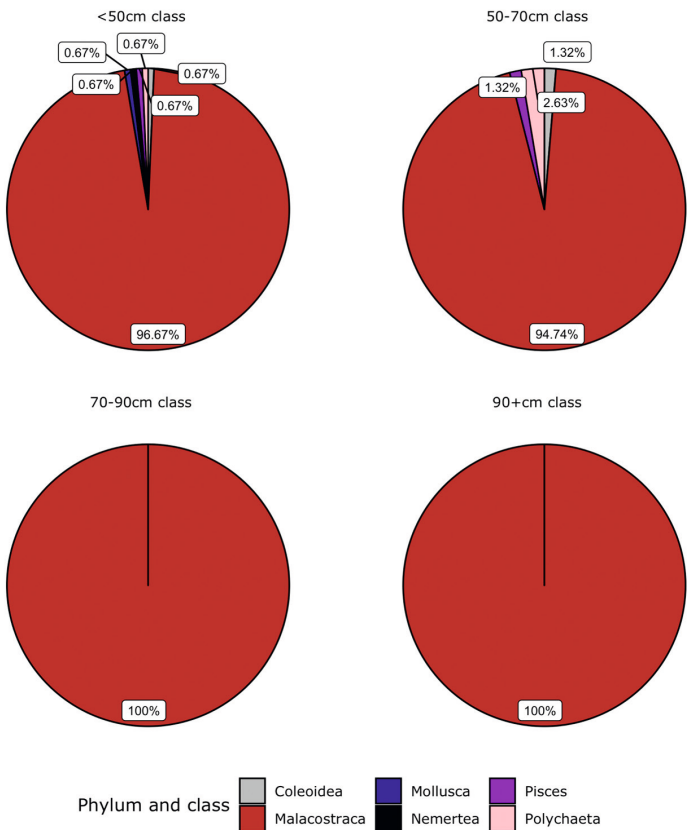 <50cm class
50-70cm class
0.67%
0.67%
0.67%
0.67%
0.67%
96.67%
1.32%
1.32%
2.63%
94.74%
70-90cm class
90+cm class
100%
100%
Phylum and class
Coleoidea
Mollusca
Pisces
Malacostraca
Nemertea
Polychaeta